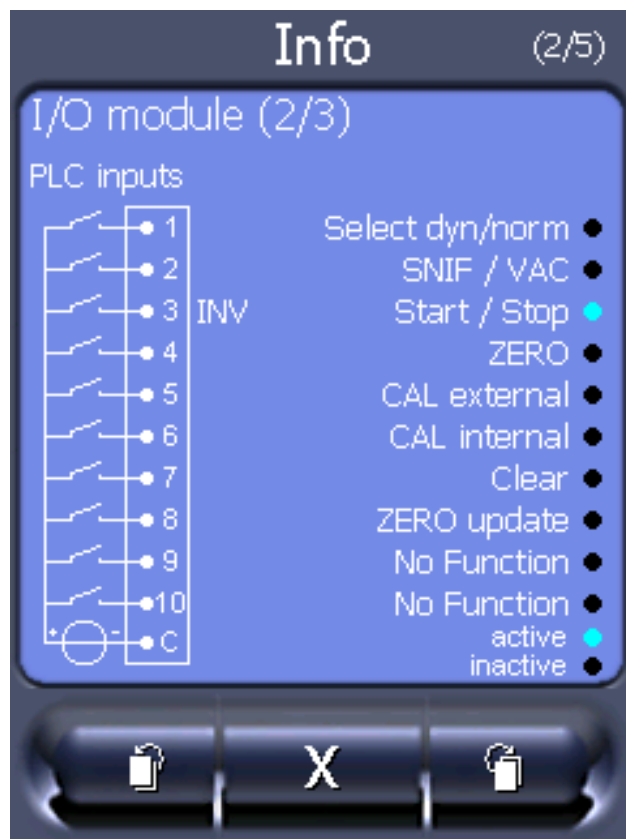 Info (2/5)
I/O module (2/3)
PLC inputs
1 Select dyn/norm
2 SNIF / VAC
3 INV Start / Stop
4 ZERO
5 CAL external
6 CAL internal
7 Clear
8 ZERO update
9 No Function
10 No Function
+ - C active
inactive
X